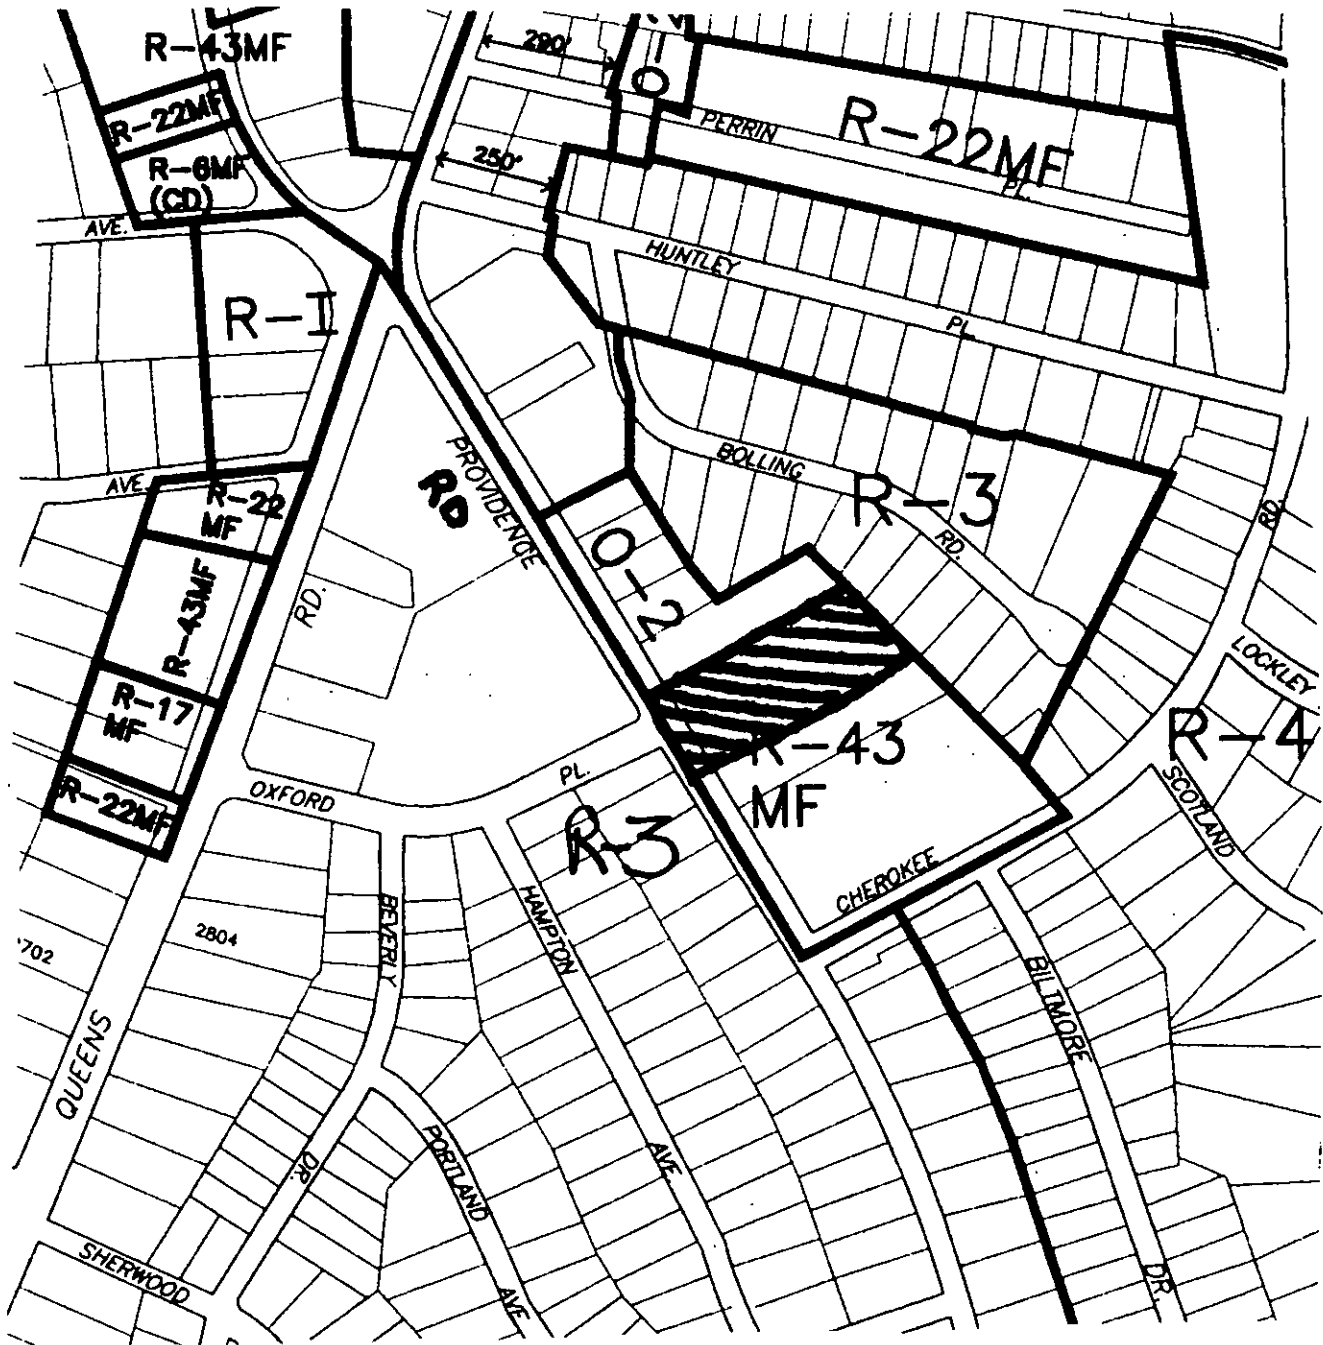 R-43MF
290'
O-
R-22MF
PERRIN
PL.
R-22MF
R-6MF
(CD)
250'
AVE.
HUNTLEY
PL.
R-I
PROVIDENCE
RD
BOLLING
RD.
R-3
RD.
AVE.
R-22
MF
O-2
R-43MF
RD.
LOCKLEY
R-17
MF
R-43
MF
R-4
SCOTLAND
R-22MF
OXFORD
PL.
R-3
CHEROKEE
BEVERLY
HAMPTON
2804
702
BILTMORE
QUEENS
DR.
PORTLAND
AVE.
AVE.
SHERWOOD
DR.